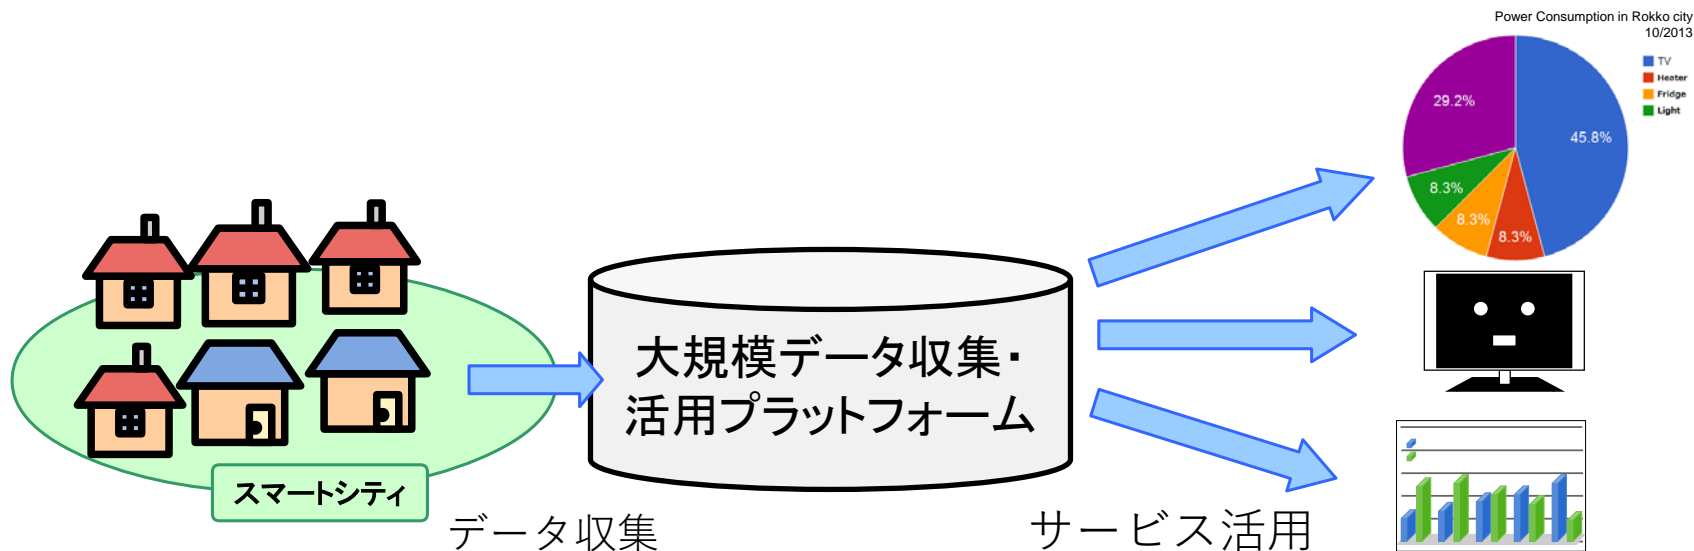 Power Consumption in Rokko city
10/2013
TV
Heater
Fridge
Light
29.2%
45.8%
8.3%
8.3%
8.3%
大規模データ収集・
活用プラットフォーム
スマートシティ
データ収集
サービス活用